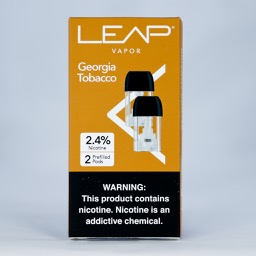 LEAP®
VAPOR
Georgia
Tobacco
2.4%
Nicotine
2 Prefilled
Pods
WARNING:
This product contains
nicotine. Nicotine is an
addictive chemical.